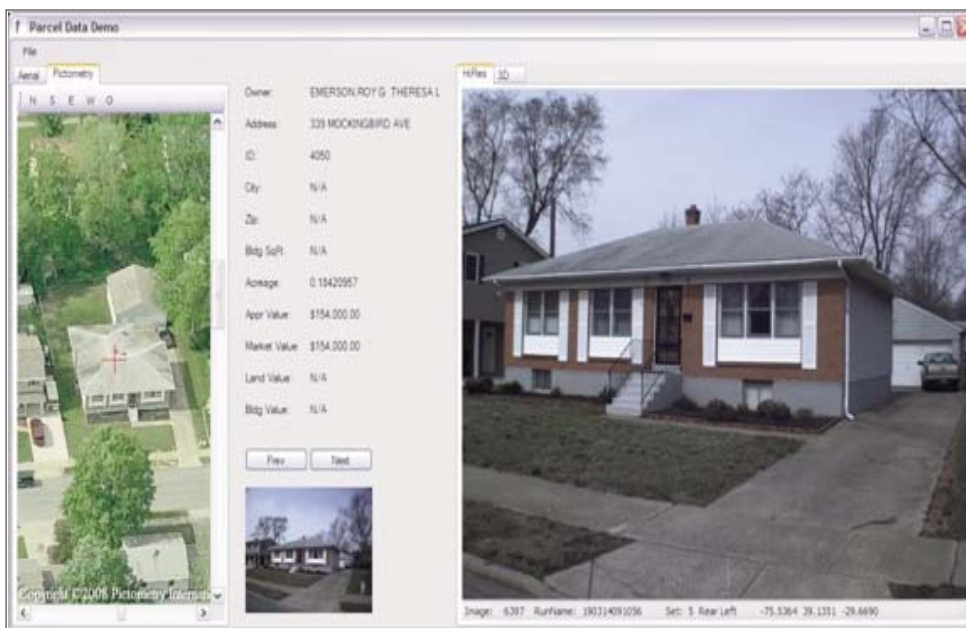 Parcel Data Demo
File
Aerial Pictometry
N S E W O
Owner: EMERSON,ROY G THERESA L
Address: 339 MOCKINGBIRD AVE
ID: 4050
City: N/A
Zip: N/A
Bldg SqFt: N/A
Acreage: 0.18420957
Appr Value: $154,000.00
Market Value: $154,000.00
Land Value: N/A
Bldg Value: N/A
Prev Next
HiRes 3D
Copyright ©2008 Pictometry Internatio
Image: 6397 RunName: 190314091056 Set: 5 Rear Left -75.5364 39.1351 -29.6690